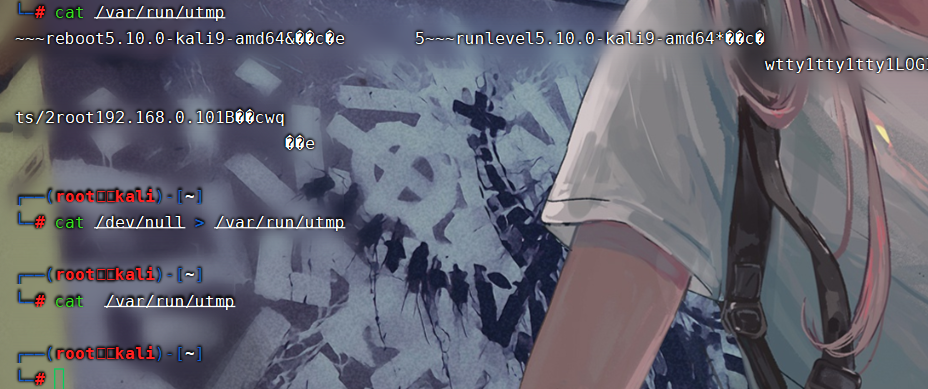 └─# cat /var/run/utmp
~~~reboot5.10.0-kali9-amd64&��c�e 5~~~runlevel5.10.0-kali9-amd64*��c�
wtty1tty1tty1LOGI
ts/2root192.168.0.101B��cwq
��e
┌──(root㉿kali)-[~]
└─# cat /dev/null > /var/run/utmp
┌──(root㉿kali)-[~]
└─# cat /var/run/utmp
┌──(root㉿kali)-[~]
└─#